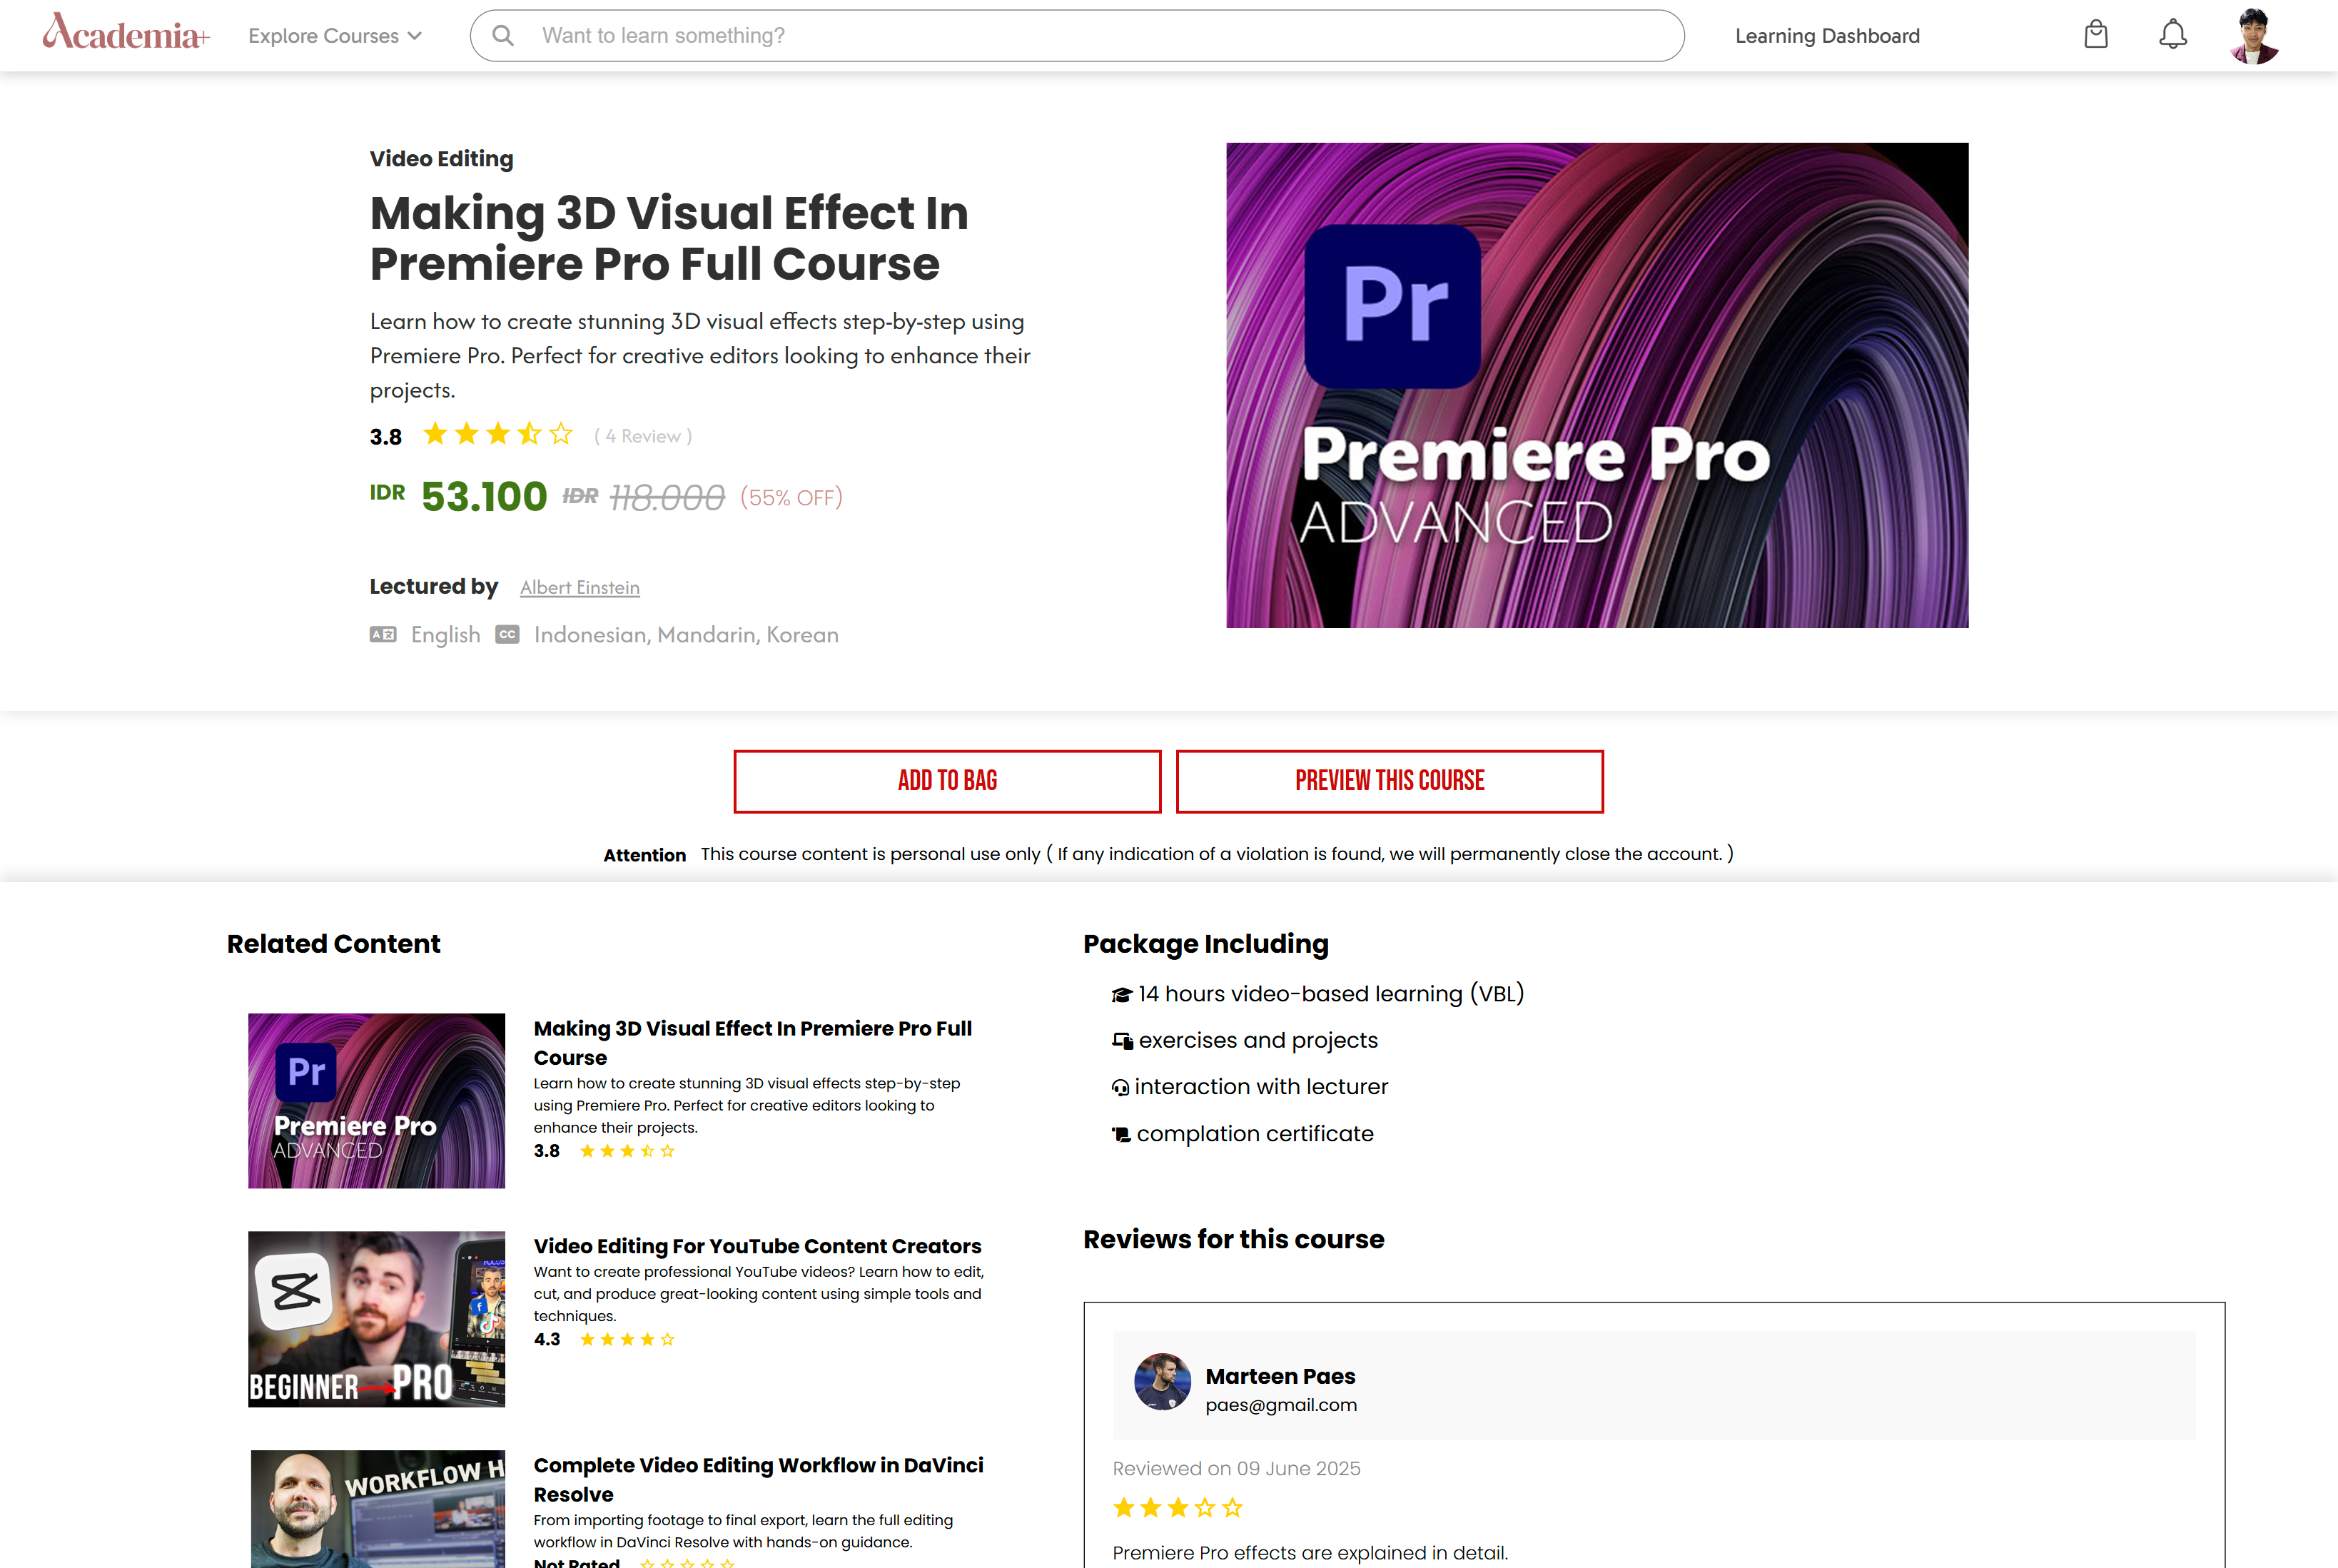 Academia+
Explore Courses
Want to learn something?
Learning Dashboard
Video Editing
Making 3D Visual Effect In
Premiere Pro Full Course
Learn how to create stunning 3D visual effects step-by-step using
Premiere Pro. Perfect for creative editors looking to enhance their
projects.
3.8 ( 4 Review )
IDR 53.100 IDR 118.000 (55% OFF)
Lectured by Albert Einstein
English CC Indonesian, Mandarin, Korean
Pr
Premiere Pro
ADVANCED
ADD TO BAG
PREVIEW THIS COURSE
Attention This course content is personal use only ( If any indication of a violation is found, we will permanently close the account. )
Related Content
Pr
Premiere Pro
ADVANCED
Making 3D Visual Effect In Premiere Pro Full
Course
Learn how to create stunning 3D visual effects step-by-step
using Premiere Pro. Perfect for creative editors looking to
enhance their projects.
3.8
BEGINNER PRO
Video Editing For YouTube Content Creators
Want to create professional YouTube videos? Learn how to edit,
cut, and produce great-looking content using simple tools and
techniques.
4.3
WORKFLOW H
Complete Video Editing Workflow in DaVinci
Resolve
From importing footage to final export, learn the full editing
workflow in DaVinci Resolve with hands-on guidance.
Not Rated
Package Including
14 hours video-based learning (VBL)
exercises and projects
interaction with lecturer
complation certificate
Reviews for this course
Marteen Paes
paes@gmail.com
Reviewed on 09 June 2025
Premiere Pro effects are explained in detail.